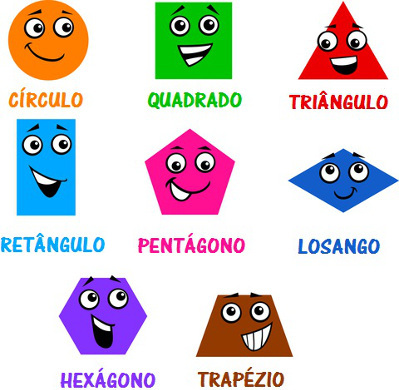 CÍRCULO
QUADRADO
TRIÂNGULO
RETÂNGULO
PENTÁGONO
LOSANGO
HEXÁGONO
TRAPÉZIO